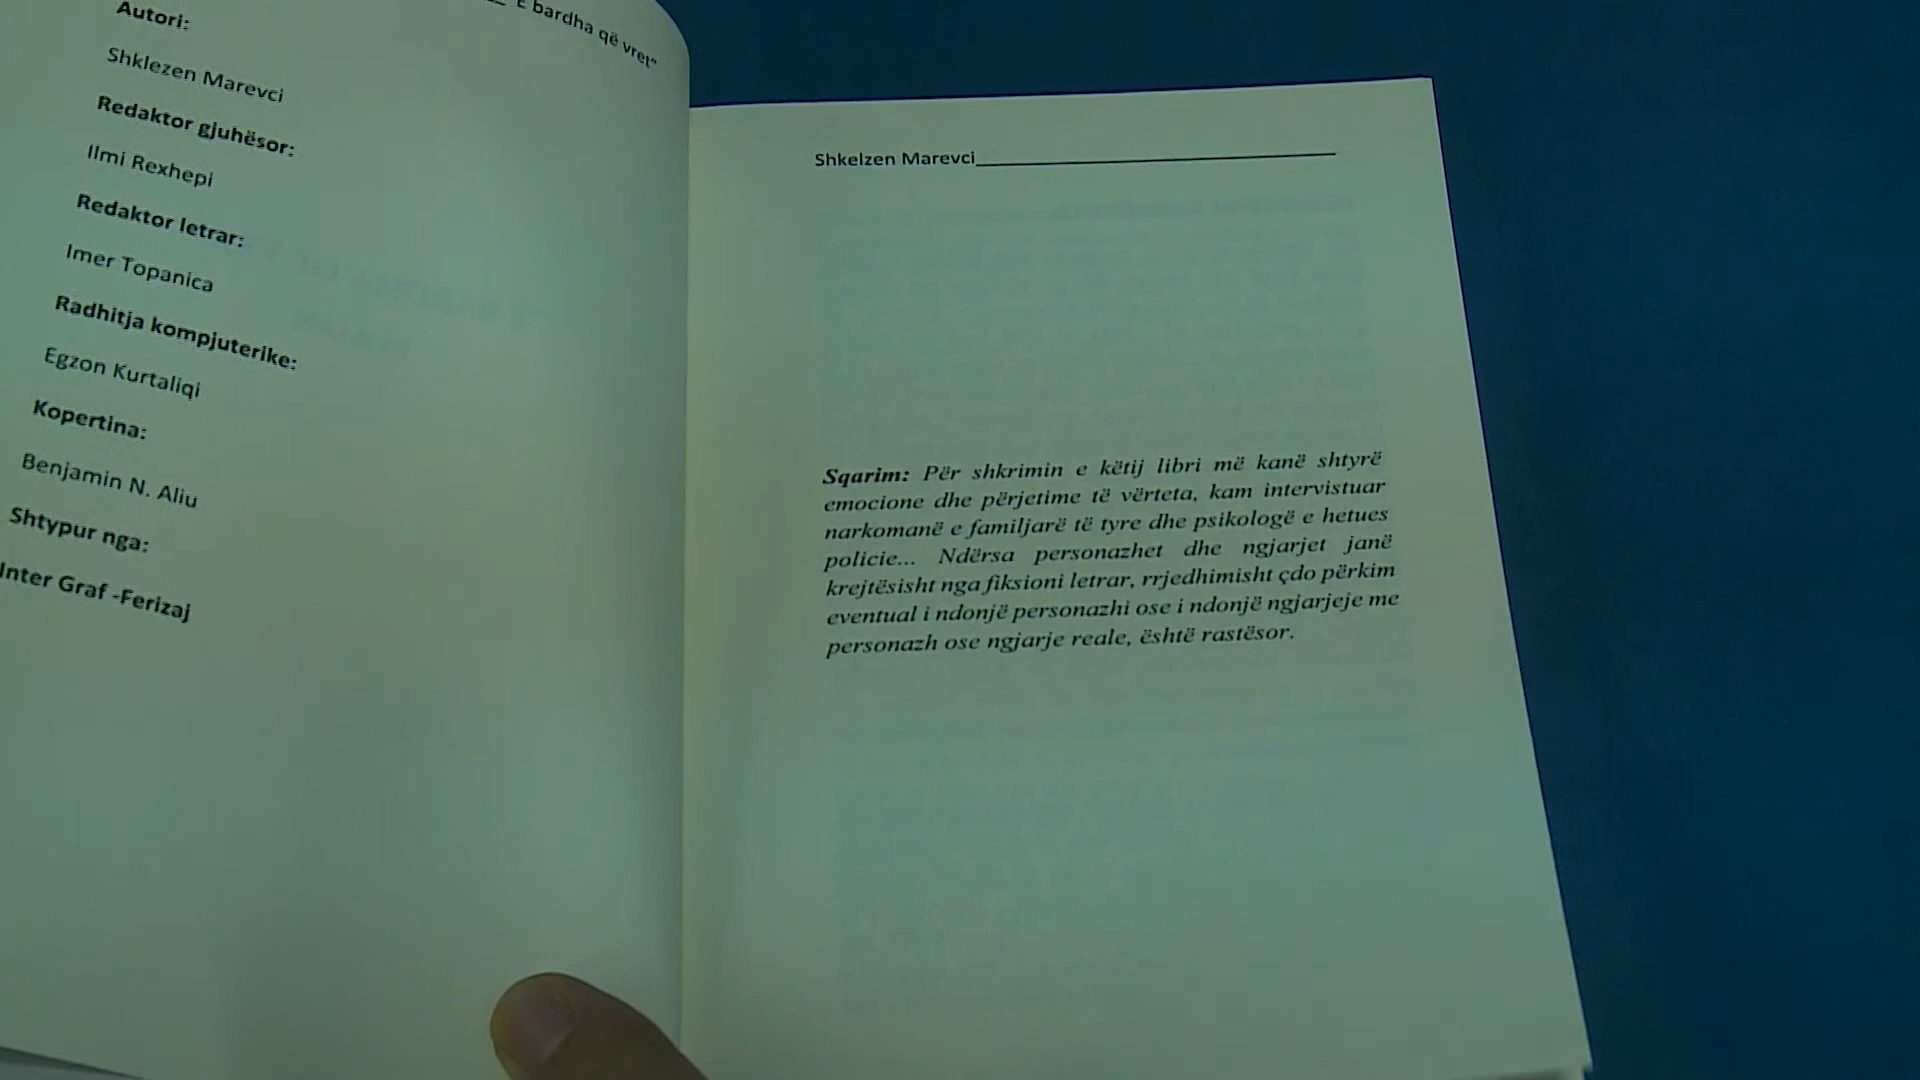 E bardha që vret"
Autori:
Shklezen Marevci
Redaktor gjuhësor:
Ilmi Rexhepi
Redaktor letrar:
Imer Topanica
Radhitja kompjuterike:
Egzon Kurtaliqi
Kopertina:
Benjamin N. Aliu
Shtypur nga:
Inter Graf -Ferizaj
Shkelzen Marevci
Sqarim: Për shkrimin e këtij libri më kanë shtyrë
emocione dhe përjetime të vërteta, kam intervistuar
narkomanë e familjarë të tyre dhe psikologë e hetues
policie... Ndërsa personazhet dhe ngjarjet janë
krejtësisht nga fiksioni letrar, rrjedhimisht çdo përkim
eventual i ndonjë personazhi ose i ndonjë ngjarjeje me
personazh ose ngjarje reale, është rastësor.